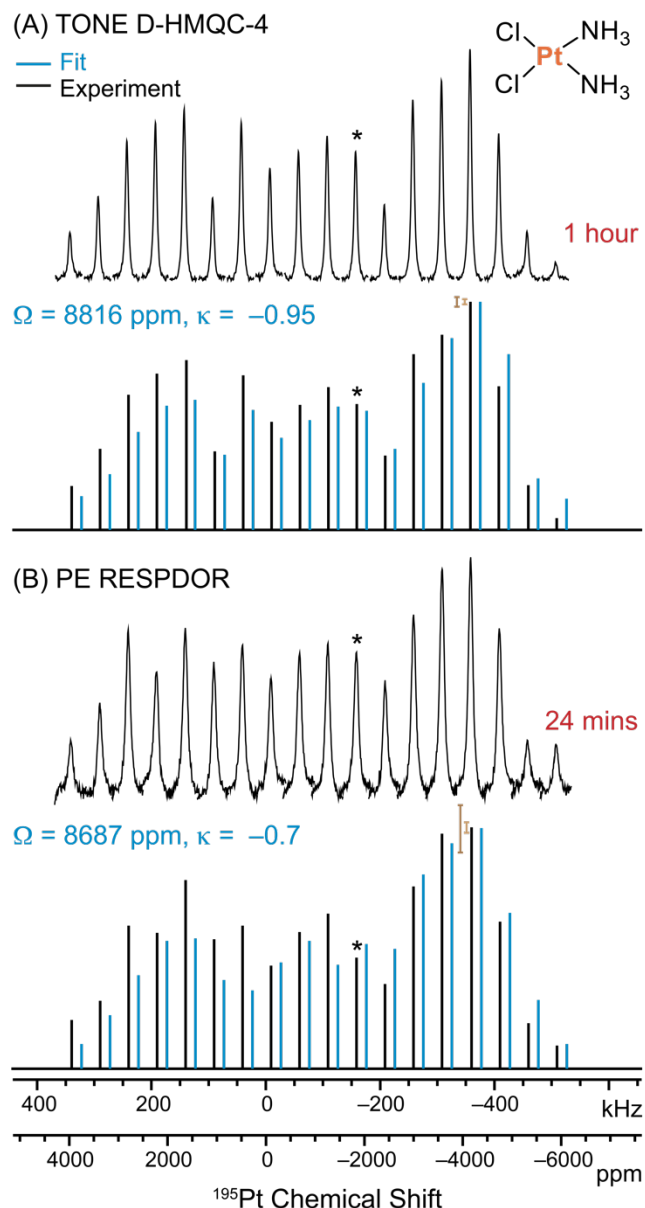 (A) TONE D-HMQC-4
Fit
Experiment
Cl NH3
Pt
Cl NH3
*
1 hour
Ω = 8816 ppm, κ = –0.95
*
(B) PE RESPDOR
*
24 mins
Ω = 8687 ppm, κ = –0.7
*
400 200 0 –200 –400 kHz
4000 2000 0 –2000 –4000 –6000 ppm
195Pt Chemical Shift